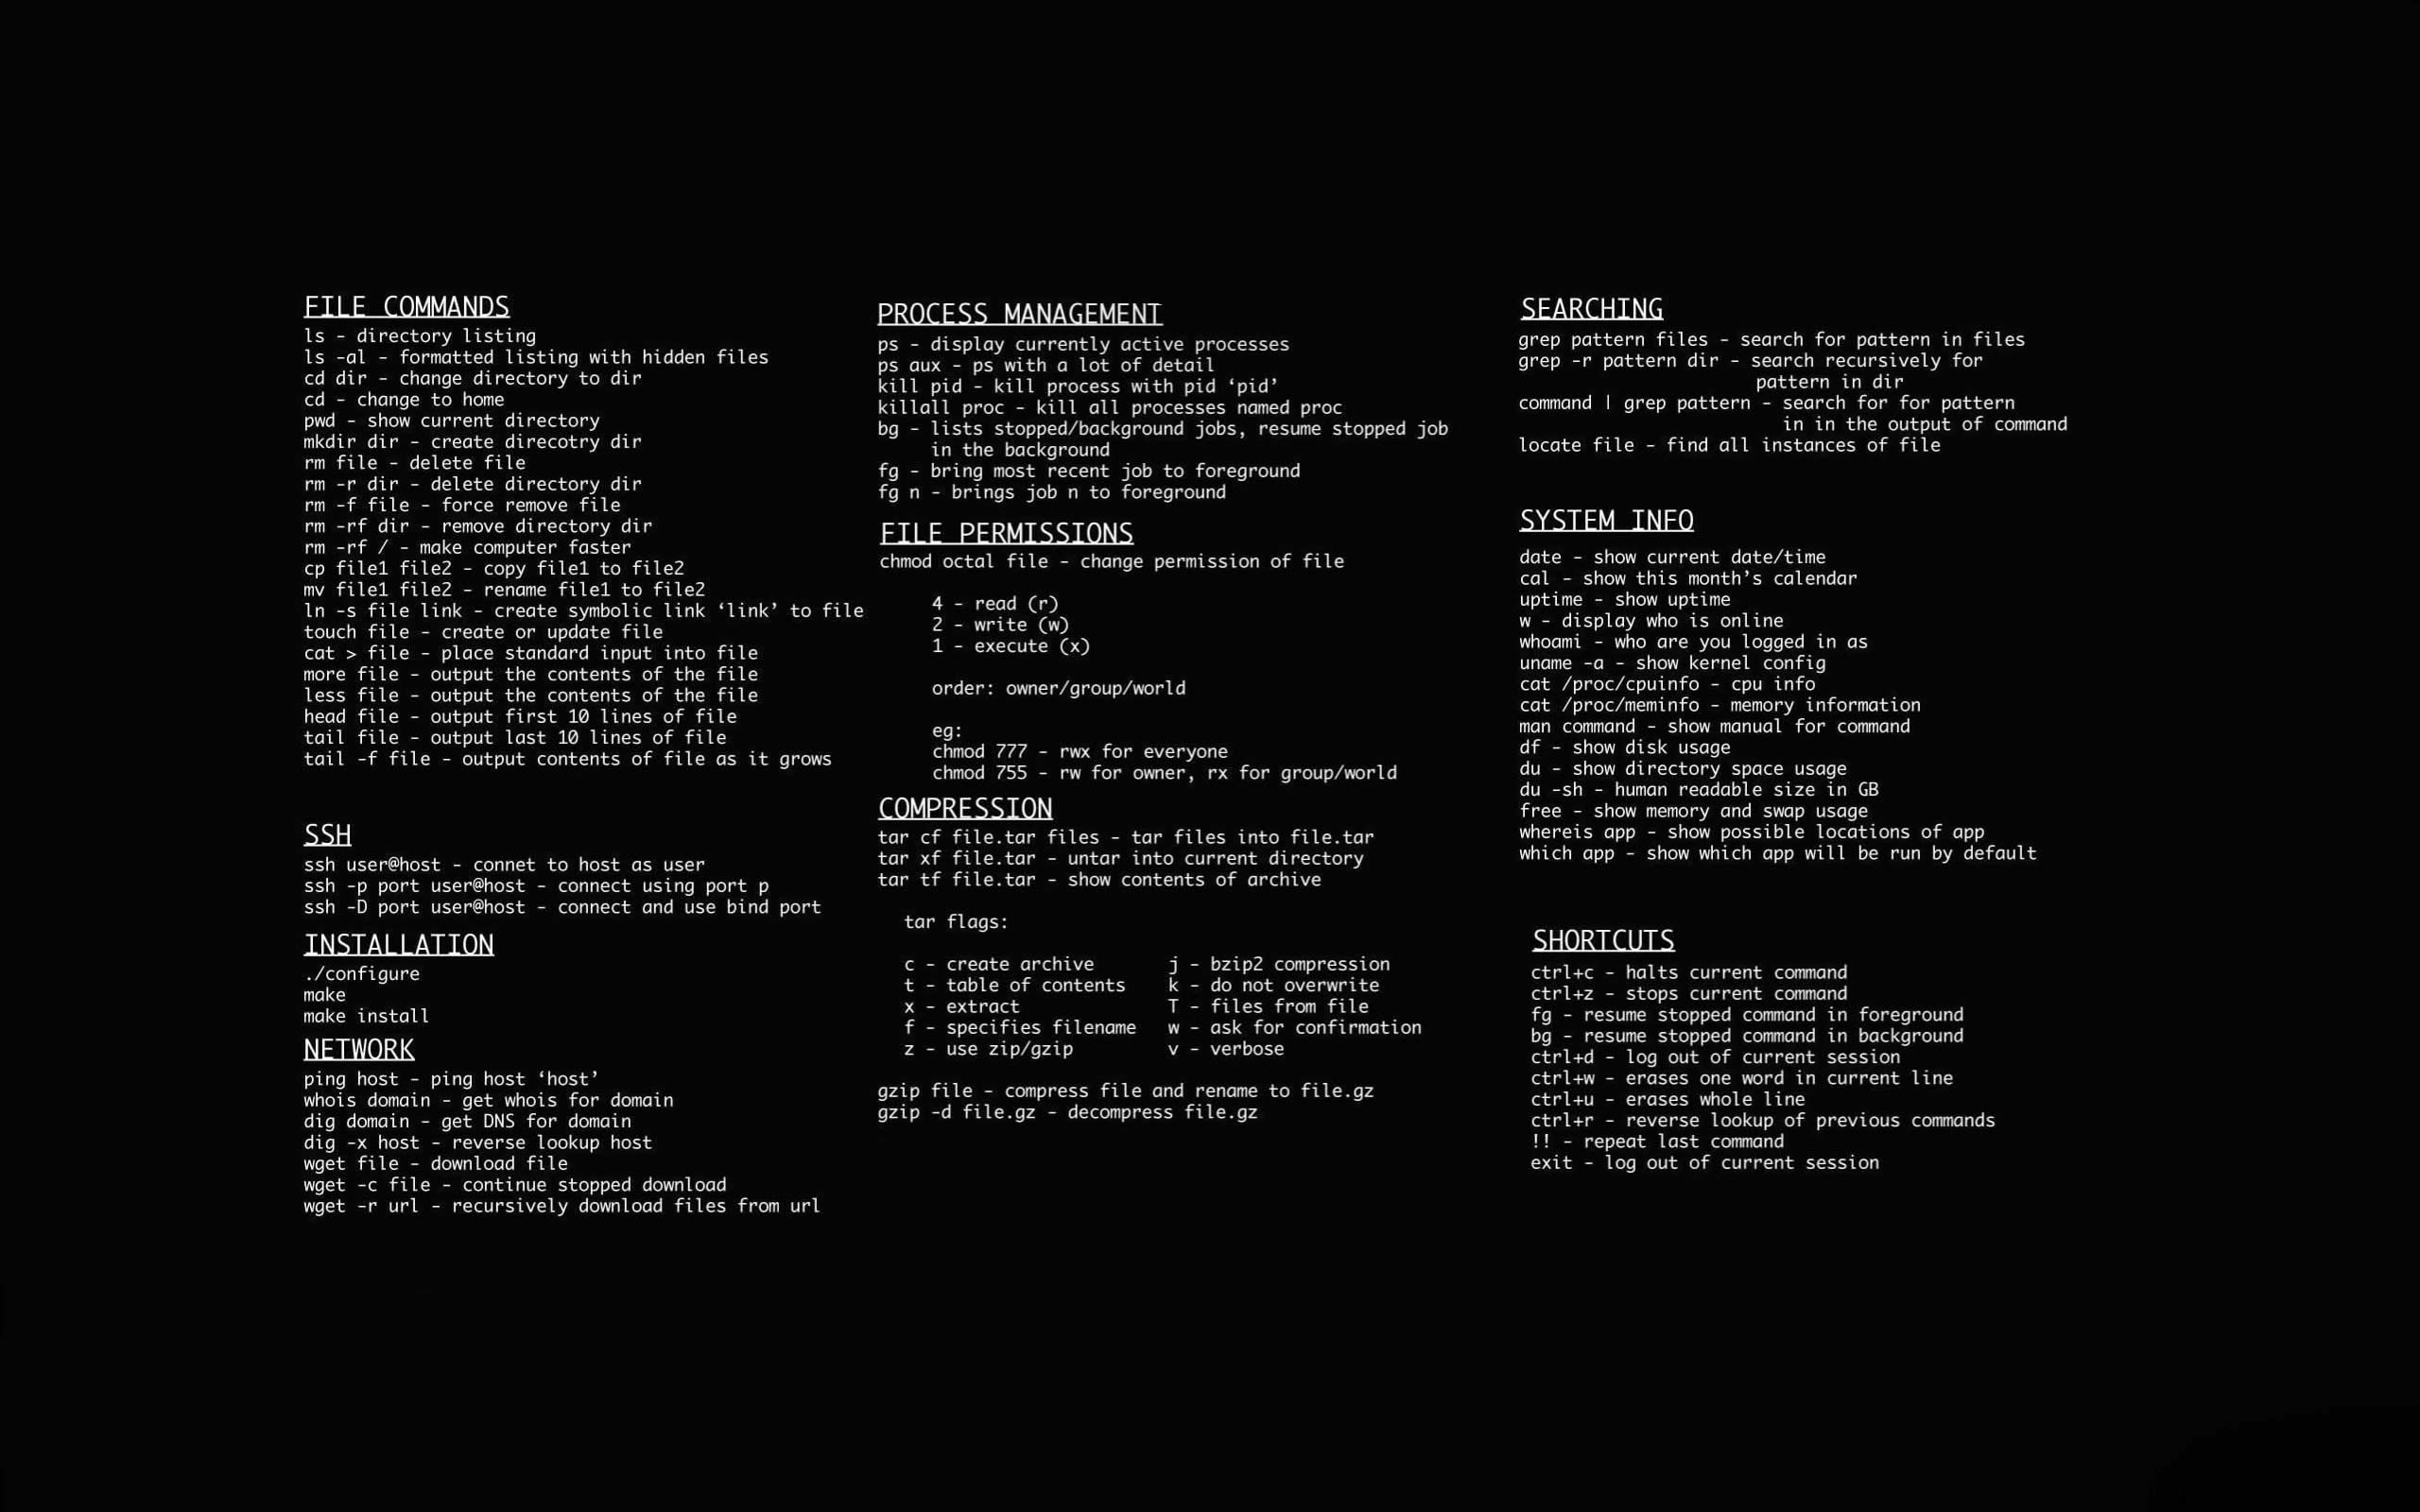 FILE COMMANDS
ls - directory listing
ls -al - formatted listing with hidden files
cd dir - change directory to dir
cd - change to home
pwd - show current directory
mkdir dir - create direcotry dir
rm file - delete file
rm -r dir - delete directory dir
rm -f file - force remove file
rm -rf dir - remove directory dir
rm -rf / - make computer faster
cp file1 file2 - copy file1 to file2
mv file1 file2 - rename file1 to file2
ln -s file link - create symbolic link ‘link’ to file
touch file - create or update file
cat > file - place standard input into file
more file - output the contents of the file
less file - output the contents of the file
head file - output first 10 lines of file
tail file - output last 10 lines of file
tail -f file - output contents of file as it grows
SSH
ssh user@host - connet to host as user
ssh -p port user@host - connect using port p
ssh -D port user@host - connect and use bind port
INSTALLATION
./configure
make
make install
NETWORK
ping host - ping host ‘host’
whois domain - get whois for domain
dig domain - get DNS for domain
dig -x host - reverse lookup host
wget file - download file
wget -c file - continue stopped download
wget -r url - recursively download files from url
PROCESS MANAGEMENT
ps - display currently active processes
ps aux - ps with a lot of detail
kill pid - kill process with pid ‘pid’
killall proc - kill all processes named proc
bg - lists stopped/background jobs, resume stopped job
in the background
fg - bring most recent job to foreground
fg n - brings job n to foreground
FILE PERMISSIONS
chmod octal file - change permission of file
4 - read (r)
2 - write (w)
1 - execute (x)
order: owner/group/world
eg:
chmod 777 - rwx for everyone
chmod 755 - rw for owner, rx for group/world
COMPRESSION
tar cf file.tar files - tar files into file.tar
tar xf file.tar - untar into current directory
tar tf file.tar - show contents of archive
tar flags:
c - create archive j - bzip2 compression
t - table of contents k - do not overwrite
x - extract T - files from file
f - specifies filename w - ask for confirmation
z - use zip/gzip v - verbose
gzip file - compress file and rename to file.gz
gzip -d file.gz - decompress file.gz
SEARCHING
grep pattern files - search for pattern in files
grep -r pattern dir - search recursively for
pattern in dir
command | grep pattern - search for for pattern
in in the output of command
locate file - find all instances of file
SYSTEM INFO
date - show current date/time
cal - show this month’s calendar
uptime - show uptime
w - display who is online
whoami - who are you logged in as
uname -a - show kernel config
cat /proc/cpuinfo - cpu info
cat /proc/meminfo - memory information
man command - show manual for command
df - show disk usage
du - show directory space usage
du -sh - human readable size in GB
free - show memory and swap usage
whereis app - show possible locations of app
which app - show which app will be run by default
SHORTCUTS
ctrl+c - halts current command
ctrl+z - stops current command
fg - resume stopped command in foreground
bg - resume stopped command in background
ctrl+d - log out of current session
ctrl+w - erases one word in current line
ctrl+u - erases whole line
ctrl+r - reverse lookup of previous commands
!! - repeat last command
exit - log out of current session